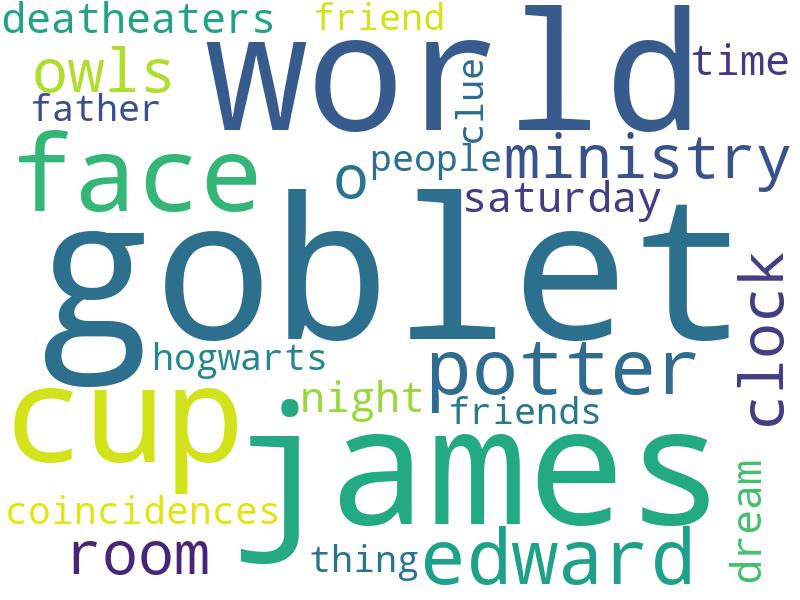 deatheaters
friend
world
owls
clue
time
father
face
o
people
ministry
saturday
goblet
clock
hogwarts
potter
cup
night
friends
james
coincidences
dream
room
thing
edward